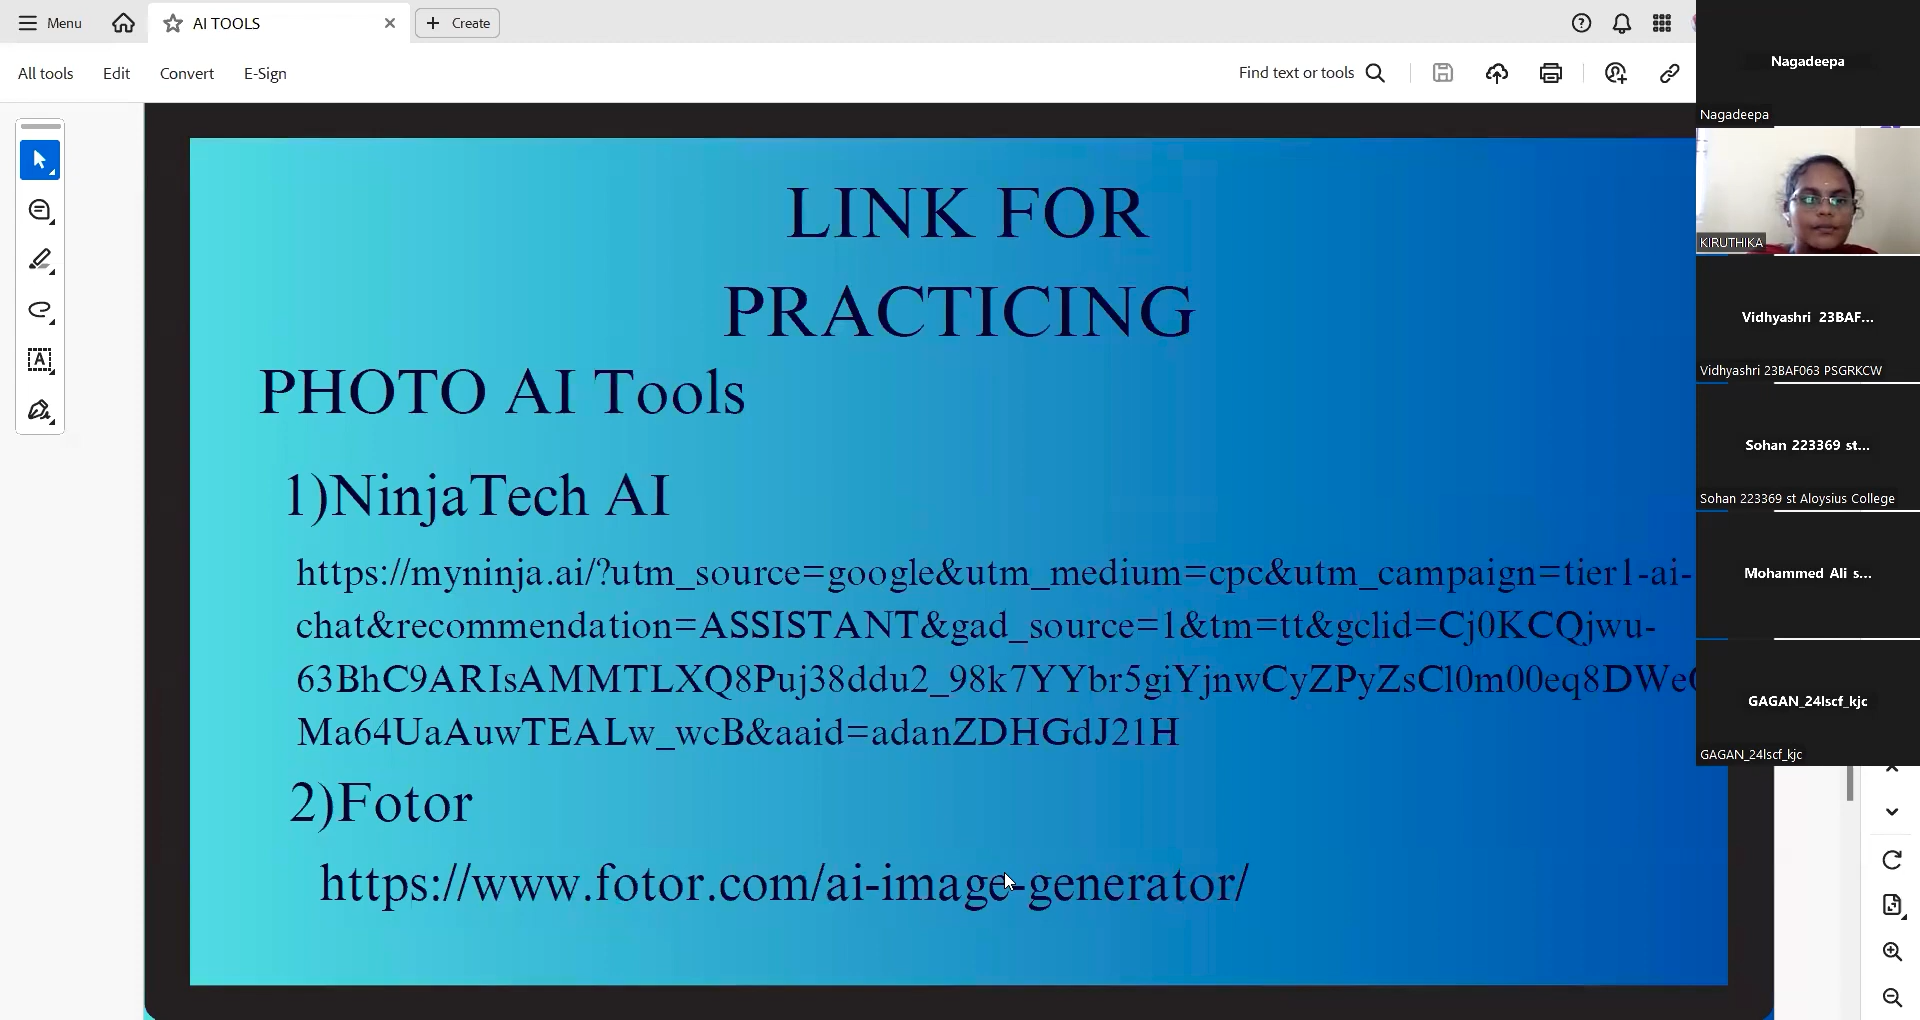 Menu
AI TOOLS
Create
All tools
Edit
Convert
E-Sign
Find text or tools
LINK FOR
PRACTICING
PHOTO AI Tools
1)NinjaTech AI
https://myninja.ai/?utm_source=google&utm_medium=cpc&utm_campaign=tier1-ai-
chat&recommendation=ASSISTANT&gad_source=1&tm=tt&gclid=Cj0KCQjwu-
63BhC9ARIsAMMTLXQ8Puj38ddu2_98k7YYbr5giYjnwCyZPyZsCl0m00eq8DWe
Ma64UaAuwTEALw_wcB&aaid=adanZDHGdJ21H
2)Fotor
https://www.fotor.com/ai-image-generator/
Nagadeepa
Nagadeepa
KIRUTHIKA
Vidhyashri 23BAF...
Vidhyashri 23BAF063 PSGRKCW
Sohan 223369 st...
Sohan 223369 st Aloysius College
Mohammed Ali s...
GAGAN_24lscf_kjc
GAGAN_24lscf_kjc